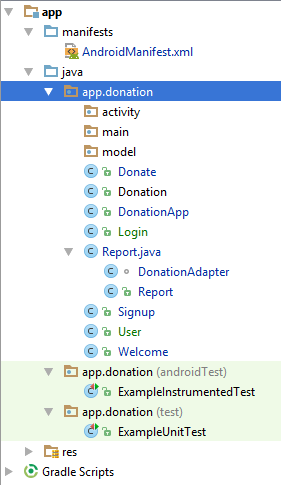 app
manifests
AndroidManifest.xml
java
app.donation
activity
main
model
Donate
Donation
DonationApp
Login
Report.java
DonationAdapter
Report
Signup
User
Welcome
app.donation (androidTest)
ExampleInstrumentedTest
app.donation (test)
ExampleUnitTest
res
Gradle Scripts